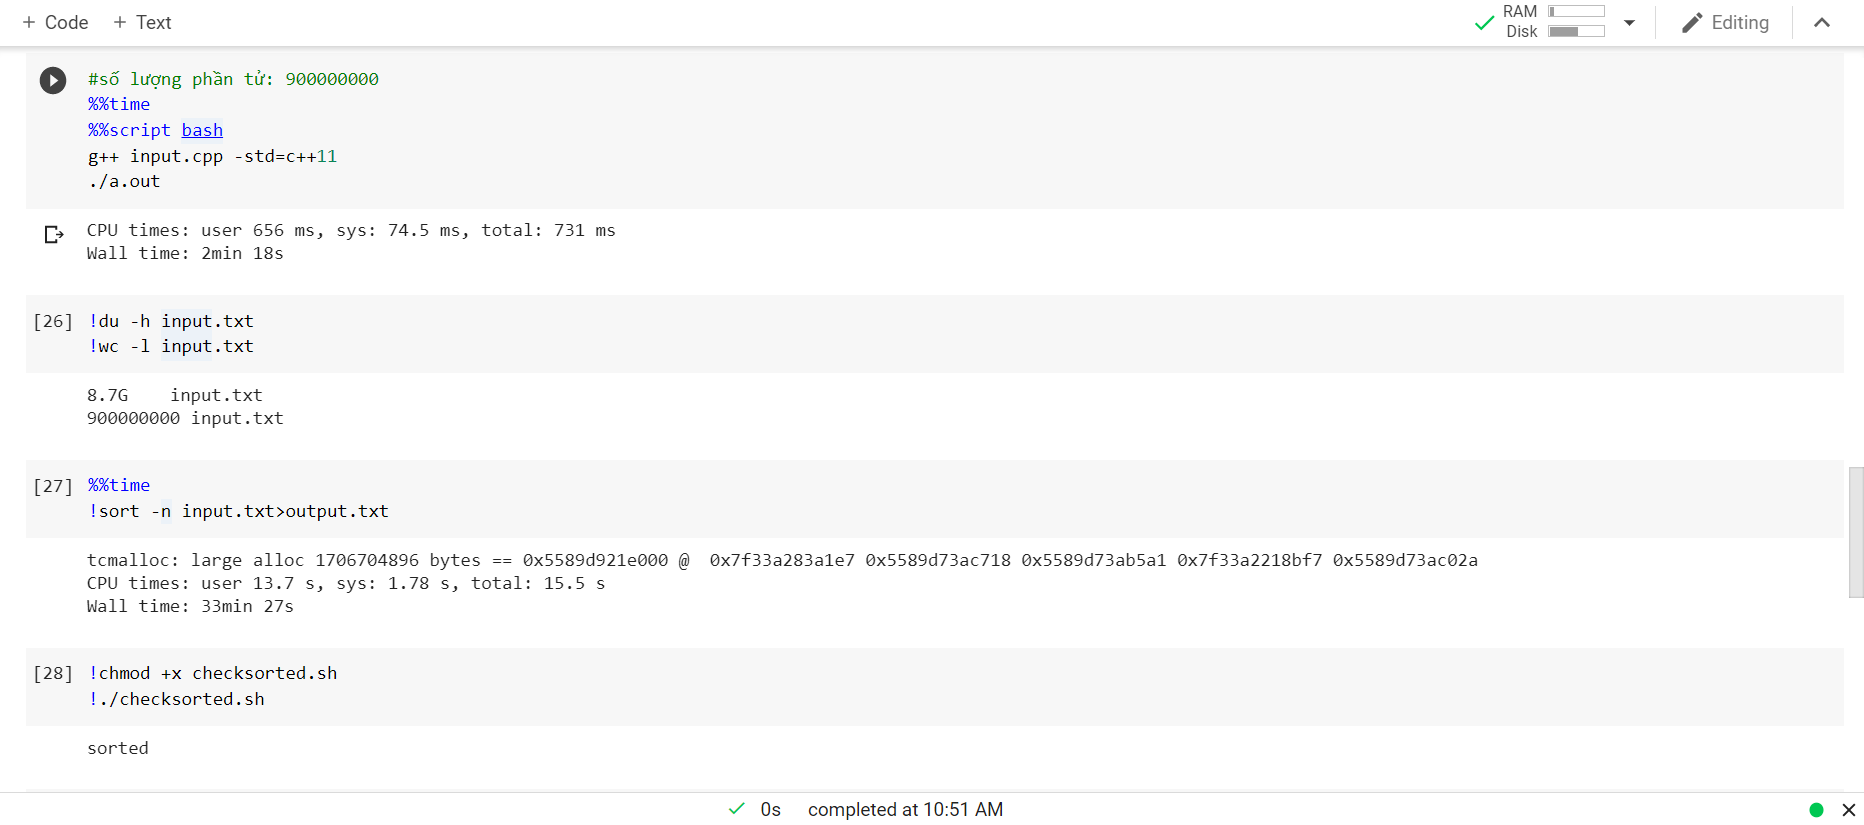 + Code + Text
RAM
Disk
Editing
#số lượng phần tử: 900000000
%%time
%%script bash
g++ input.cpp -std=c++11
./a.out
CPU times: user 656 ms, sys: 74.5 ms, total: 731 ms
Wall time: 2min 18s
[26] !du -h input.txt
!wc -l input.txt
8.7G    input.txt
900000000 input.txt
[27] %%time
!sort -n input.txt>output.txt
tcmalloc: large alloc 1706704896 bytes == 0x5589d921e000 @  0x7f33a283a1e7 0x5589d73ac718 0x5589d73ab5a1 0x7f33a2218bf7 0x5589d73ac02a
CPU times: user 13.7 s, sys: 1.78 s, total: 15.5 s
Wall time: 33min 27s
[28] !chmod +x checksorted.sh
!./checksorted.sh
sorted
0s completed at 10:51 AM